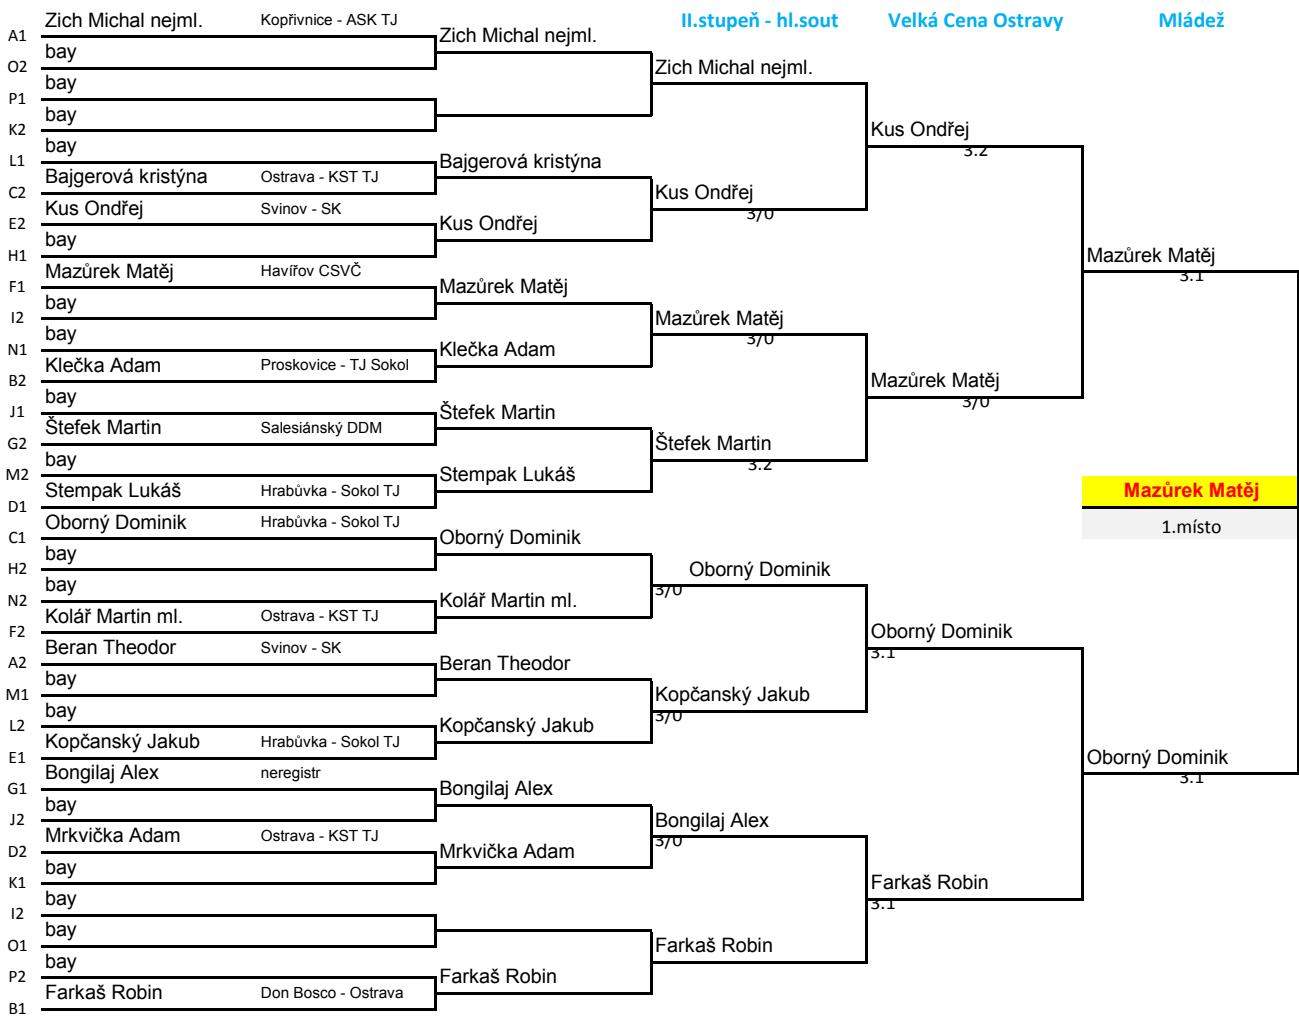 II.stupeň - hl.sout Velká Cena Ostravy Mládež
A1 Zich Michal nejml. Kopřivnice - ASK TJ
O2 bay
P1 bay
K2 bay
L1 bay
C2 Bajgerová kristýna Ostrava - KST TJ
E2 Kus Ondřej Svinov - SK
H1 bay
F1 Mazůrek Matěj Havířov CSVČ
I2 bay
N1 bay
B2 Klečka Adam Proskovice - TJ Sokol
J1 bay
G2 Štefek Martin Salesiánský DDM
M2 bay
D1 Stempak Lukáš Hrabůvka - Sokol TJ
C1 Oborný Dominik Hrabůvka - Sokol TJ
H2 bay
N2 bay
F2 Kolář Martin ml. Ostrava - KST TJ
A2 Beran Theodor Svinov - SK
M1 bay
L2 bay
E1 Kopčanský Jakub Hrabůvka - Sokol TJ
G1 Bongilaj Alex neregistr
J2 bay
D2 Mrkvička Adam Ostrava - KST TJ
K1 bay
I2 bay
O1 bay
P2 bay
B1 Farkaš Robin Don Bosco - Ostrava
Zich Michal nejml.
Bajgerová kristýna
Kus Ondřej
Mazůrek Matěj
Klečka Adam
Štefek Martin
Stempak Lukáš
Oborný Dominik
Kolář Martin ml.
Beran Theodor
Kopčanský Jakub
Bongilaj Alex
Mrkvička Adam
Farkaš Robin
Zich Michal nejml.
Kus Ondřej
3/0
Mazůrek Matěj
3/0
Štefek Martin
3.2
Oborný Dominik
3/0
Kopčanský Jakub
3/0
Bongilaj Alex
3/0
Farkaš Robin
Kus Ondřej
3.2
Mazůrek Matěj
3/0
Oborný Dominik
3.1
Farkaš Robin
3.1
Mazůrek Matěj
3.1
Mazůrek Matěj
1.místo
Oborný Dominik
3.1